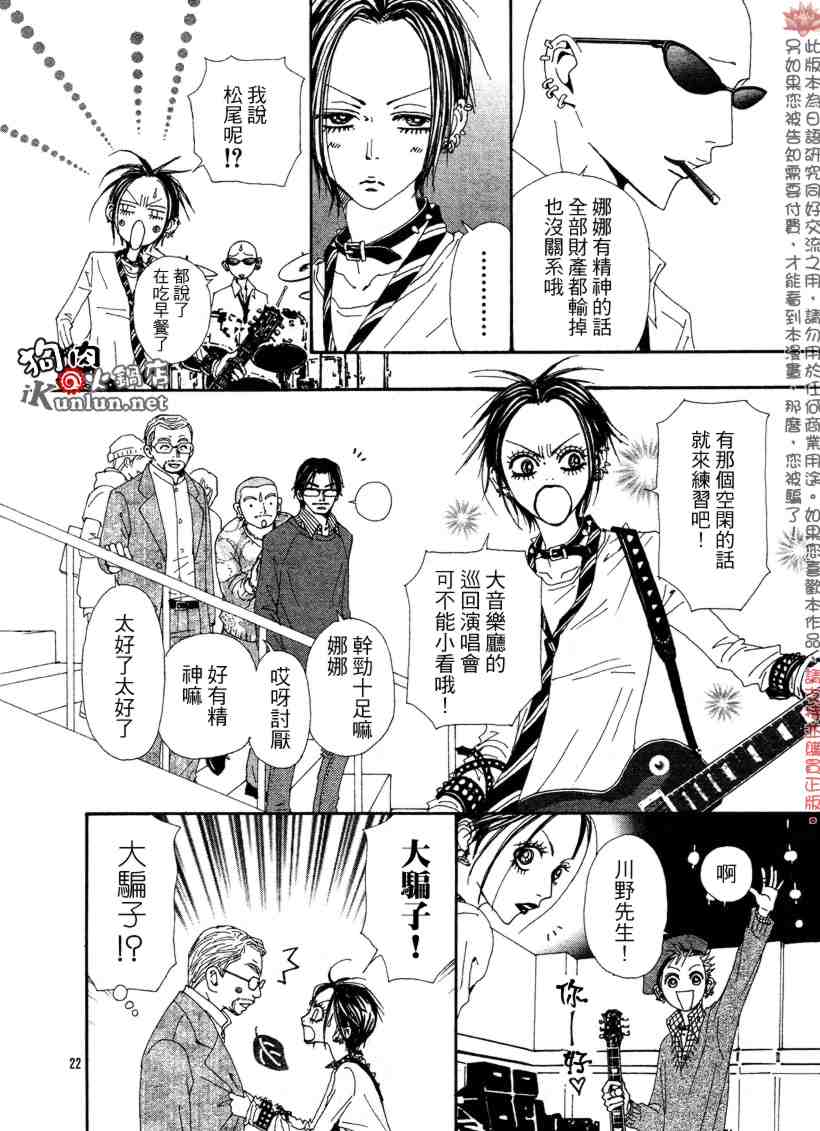 娜娜有精神的話
全部財產都輸掉
也沒關系哦
………
我說
松尾呢!?
都說了
在吃早餐了
有那個空閑的話
就來練習吧!
大音樂廳的
巡回演唱會
可不能小看哦!
幹勁十足嘛
娜娜
哎呀討厭
好有精
神嘛
太好了太好了
啊
川野先生!
你一好♡
大騙子!
大騙子!?
22
狗肉
火鍋店
iKunlun.net
此版本為日語研究同好交流之用,請勿用於任何商業用途。如果您喜歡本作品,請支持並購買正版。
另如果您被告知需要付費,才能看到本漫畫,那麼,您被騙了!